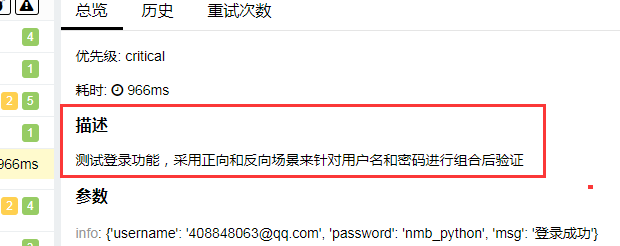 总览 历史 重试次数
4
优先级: critical
1
耗时: 966ms
2 5
描述
1
测试登录功能，采用正向和反向场景来针对用户名和密码进行组合后验证
966ms
参数
2 4
info: {'username': '408848063@qq.com', 'password': 'nmb_python', 'msg': '登录成功'}
2